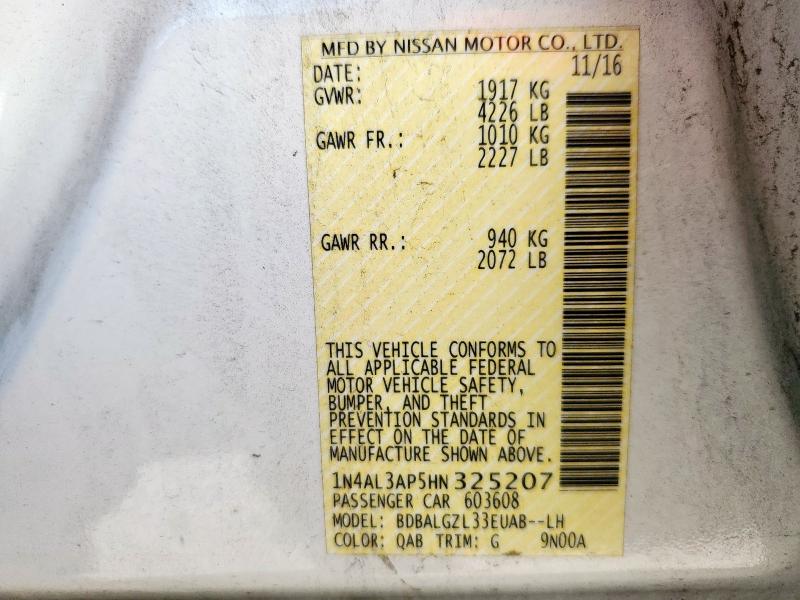 MFD BY NISSAN MOTOR CO., LTD.
DATE: 11/16
GVWR: 1917 KG
4226 LB
GAWR FR.: 1010 KG
2227 LB
GAWR RR.: 940 KG
2072 LB
THIS VEHICLE CONFORMS TO
ALL APPLICABLE FEDERAL
MOTOR VEHICLE SAFETY,
BUMPER, AND THEFT
PREVENTION STANDARDS IN
EFFECT ON THE DATE OF
MANUFACTURE SHOWN ABOVE.
1N4AL3AP5HN 325207
PASSENGER CAR 603608
MODEL: BDBALGZL33EUAB--LH
COLOR: QAB TRIM: G 9N00A